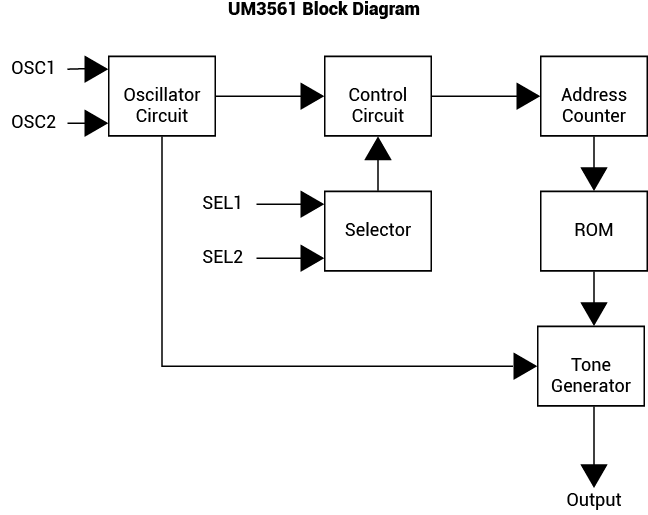 UM3561 Block Diagram
OSC1
OSC2
Oscillator
Circuit
Control
Circuit
Address
Counter
SEL1
SEL2
Selector
ROM
Tone
Generator
Output